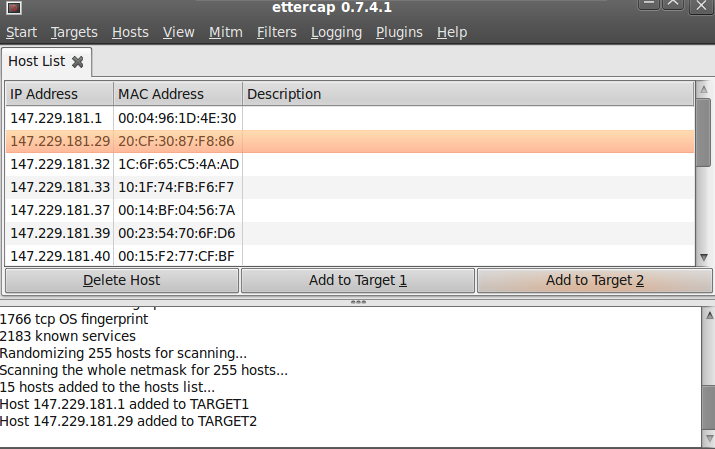 ettercap 0.7.4.1
Start Targets Hosts View Mitm Filters Logging Plugins Help
Host List
IP Address MAC Address Description
147.229.181.1 00:04:96:1D:4E:30
147.229.181.29 20:CF:30:87:F8:86
147.229.181.32 1C:6F:65:C5:4A:AD
147.229.181.33 10:1F:74:FB:F6:F7
147.229.181.37 00:14:BF:04:56:7A
147.229.181.39 00:23:54:70:6F:D6
147.229.181.40 00:15:F2:77:CF:BF
Delete Host Add to Target 1 Add to Target 2
1766 tcp OS fingerprint
2183 known services
Randomizing 255 hosts for scanning...
Scanning the whole netmask for 255 hosts...
15 hosts added to the hosts list...
Host 147.229.181.1 added to TARGET1
Host 147.229.181.29 added to TARGET2